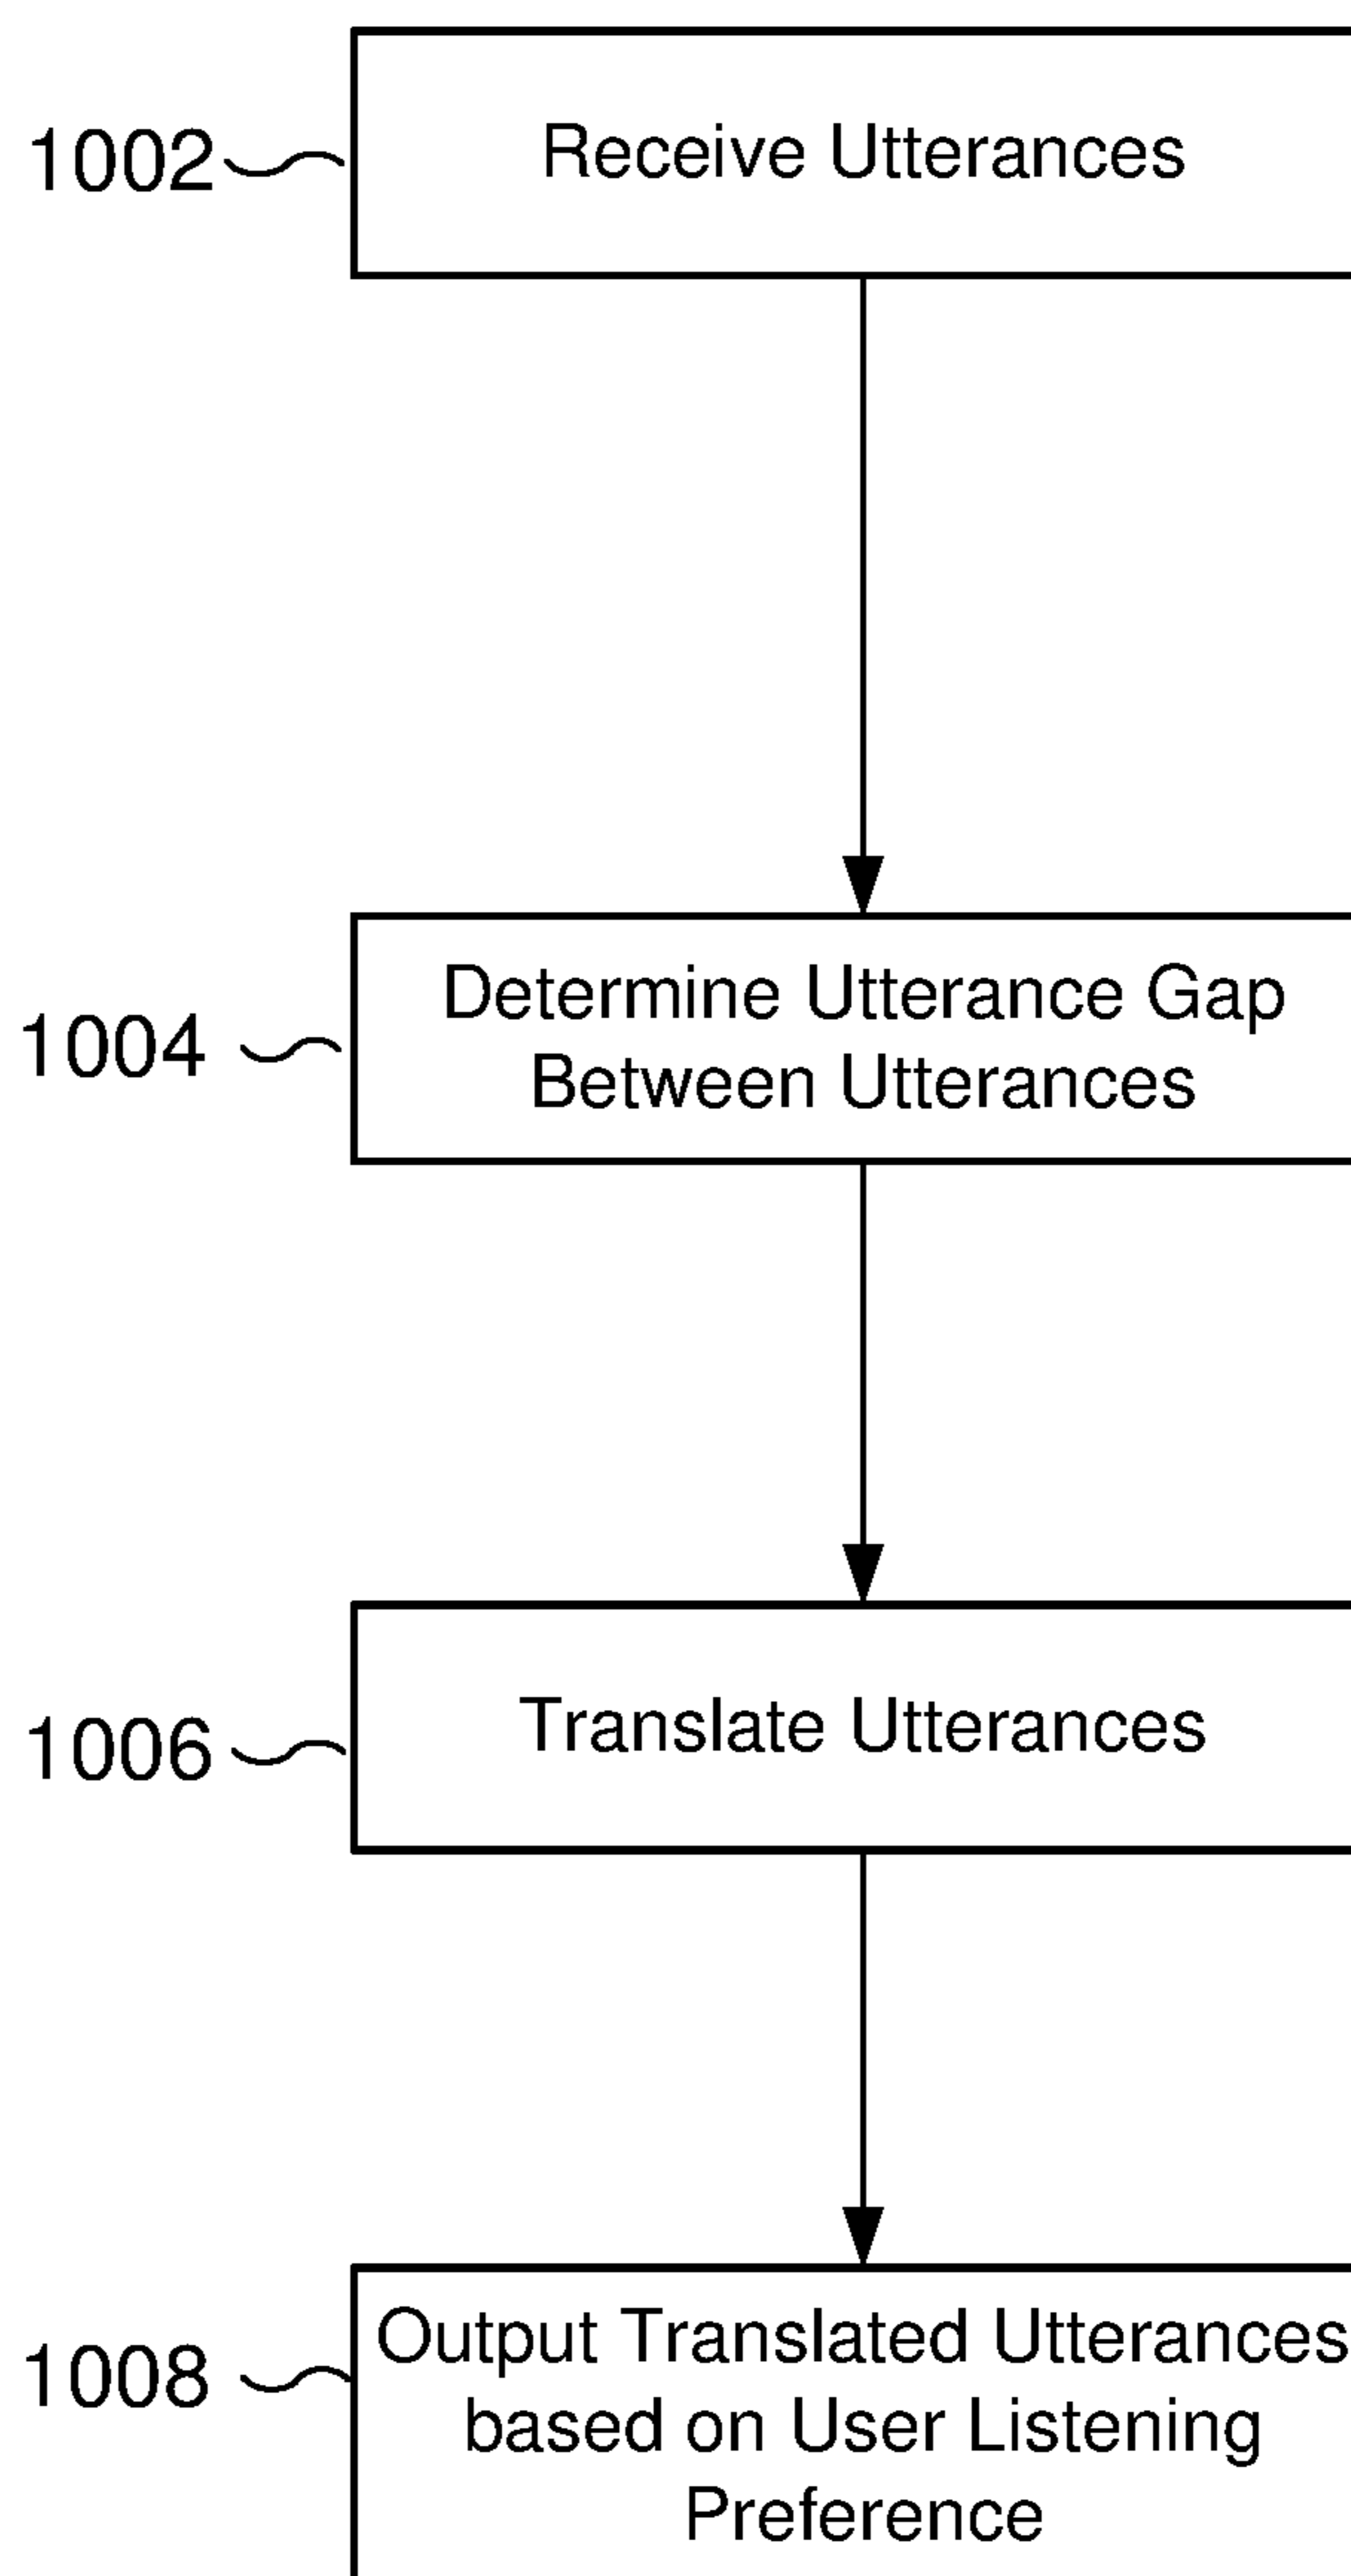 1002
Receive Utterances
1004
Determine Utterance Gap
Between Utterances
1006
Translate Utterances
1008
Output Translated Utterances
based on User Listening
Preference